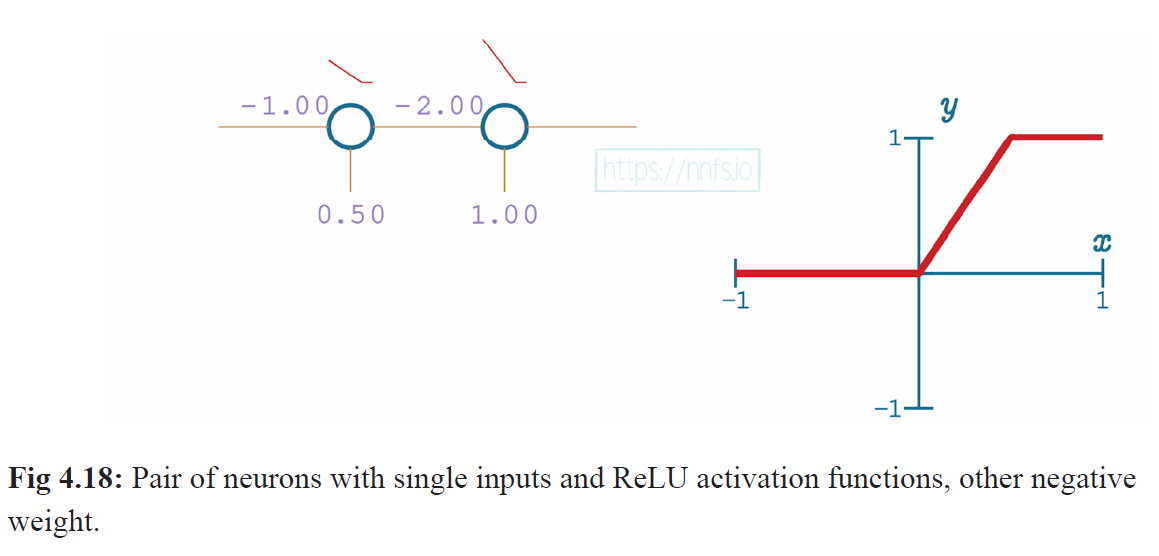 -1.00
-2.00
0.50
1.00
https://nnfs.io
y
1
x
-1
1
-1
Fig 4.18: Pair of neurons with single inputs and ReLU activation functions, other negative
weight.